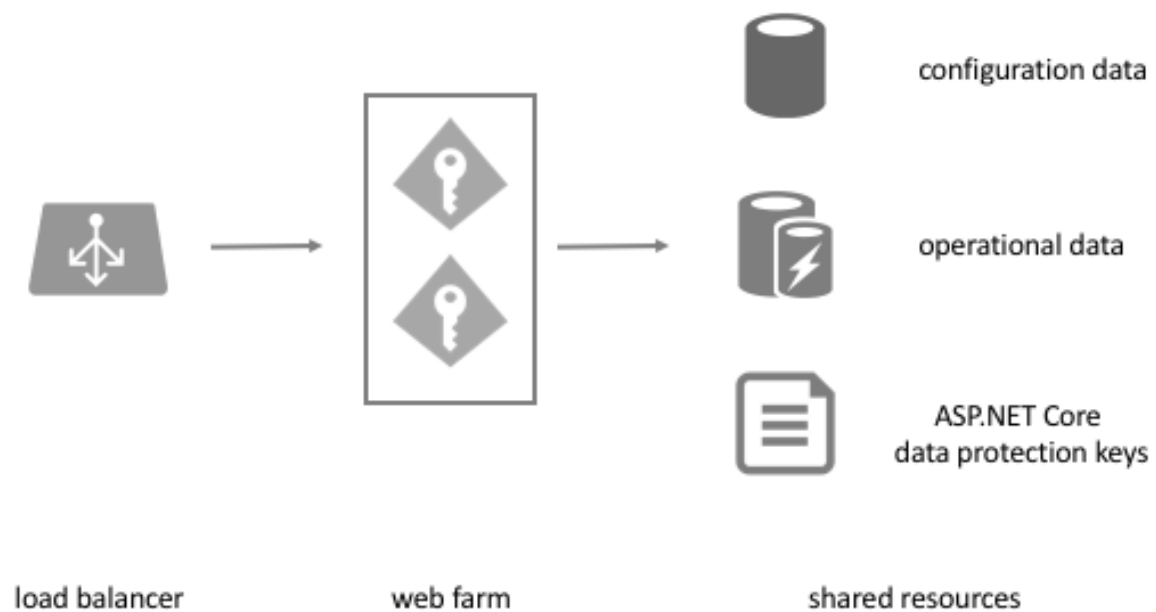 configuration data
operational data
ASP.NET Core
data protection keys
load balancer
web farm
shared resources